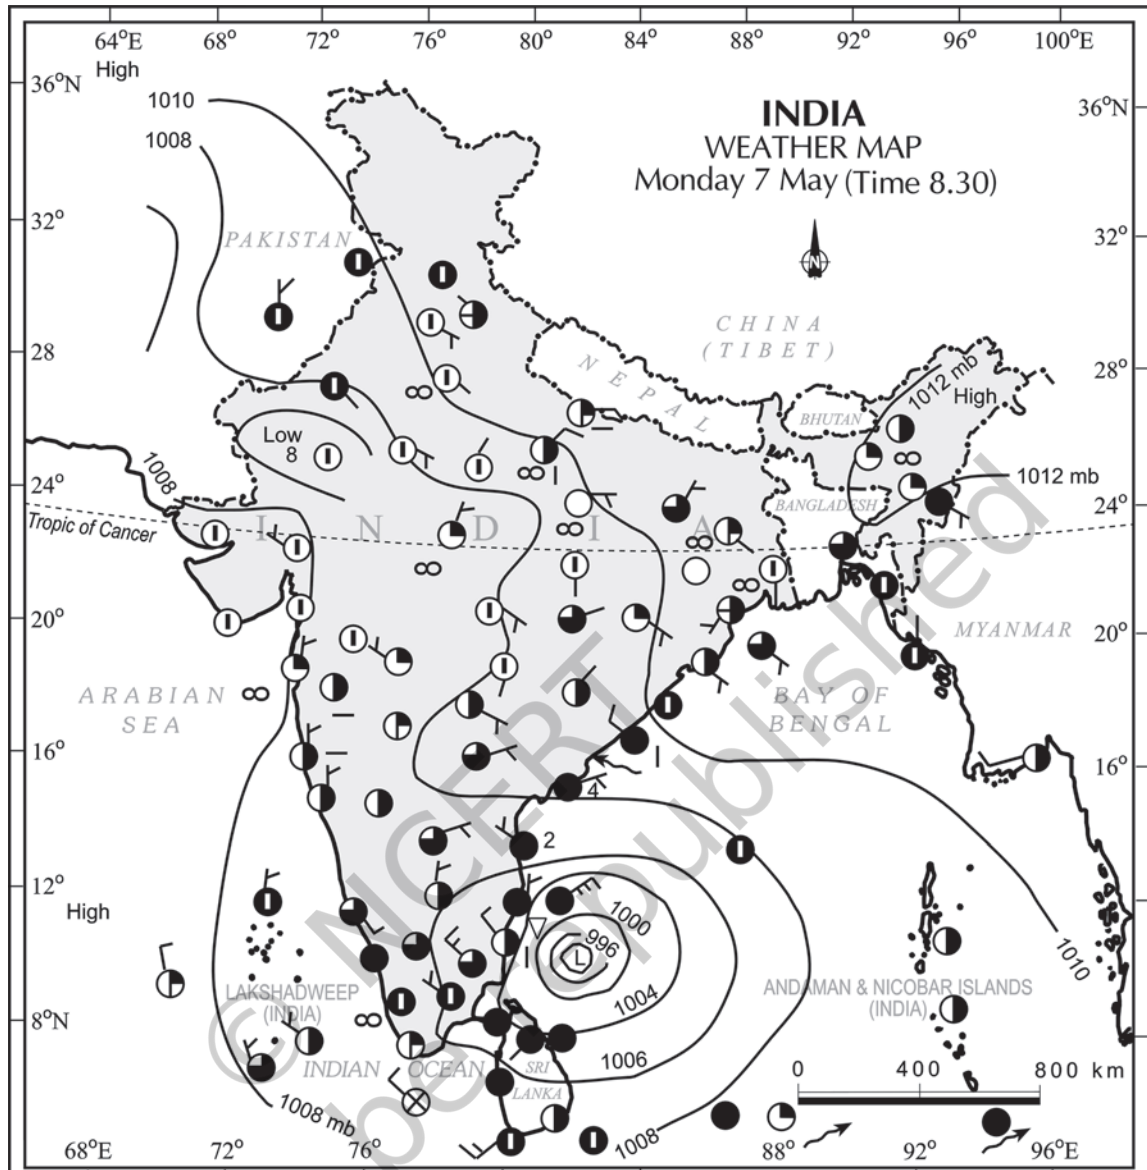 64°E 68° 72° 76° 80° 84° 88° 92° 96° 100°E
High
36°N
36°N
1010
1008
INDIA
WEATHER MAP
Monday 7 May (Time 8.30)
N
32°
32°
PAKISTAN
CHINA
(TIBET)
28
28°
NEPAL
BHUTAN
1012 mb
High
Low
8
1008
24°
24°
1012 mb
BANGLADESH
Tropic of Cancer
INDIA
20°
20°
MYANMAR
ARABIAN
SEA
BAY OF
BENGAL
16°
16°
4
2
12°
12°
High
1000
996
L
1010
1004
LAKSHADWEEP
(INDIA)
ANDAMAN & NICOBAR ISLANDS
(INDIA)
8°N
8°
1006
INDIAN OCEAN
SRI
LANKA
0 400 800 km
1008 mb
1008
68°E 72° 76° 88° 92° 96°E
© NCERT
be republished